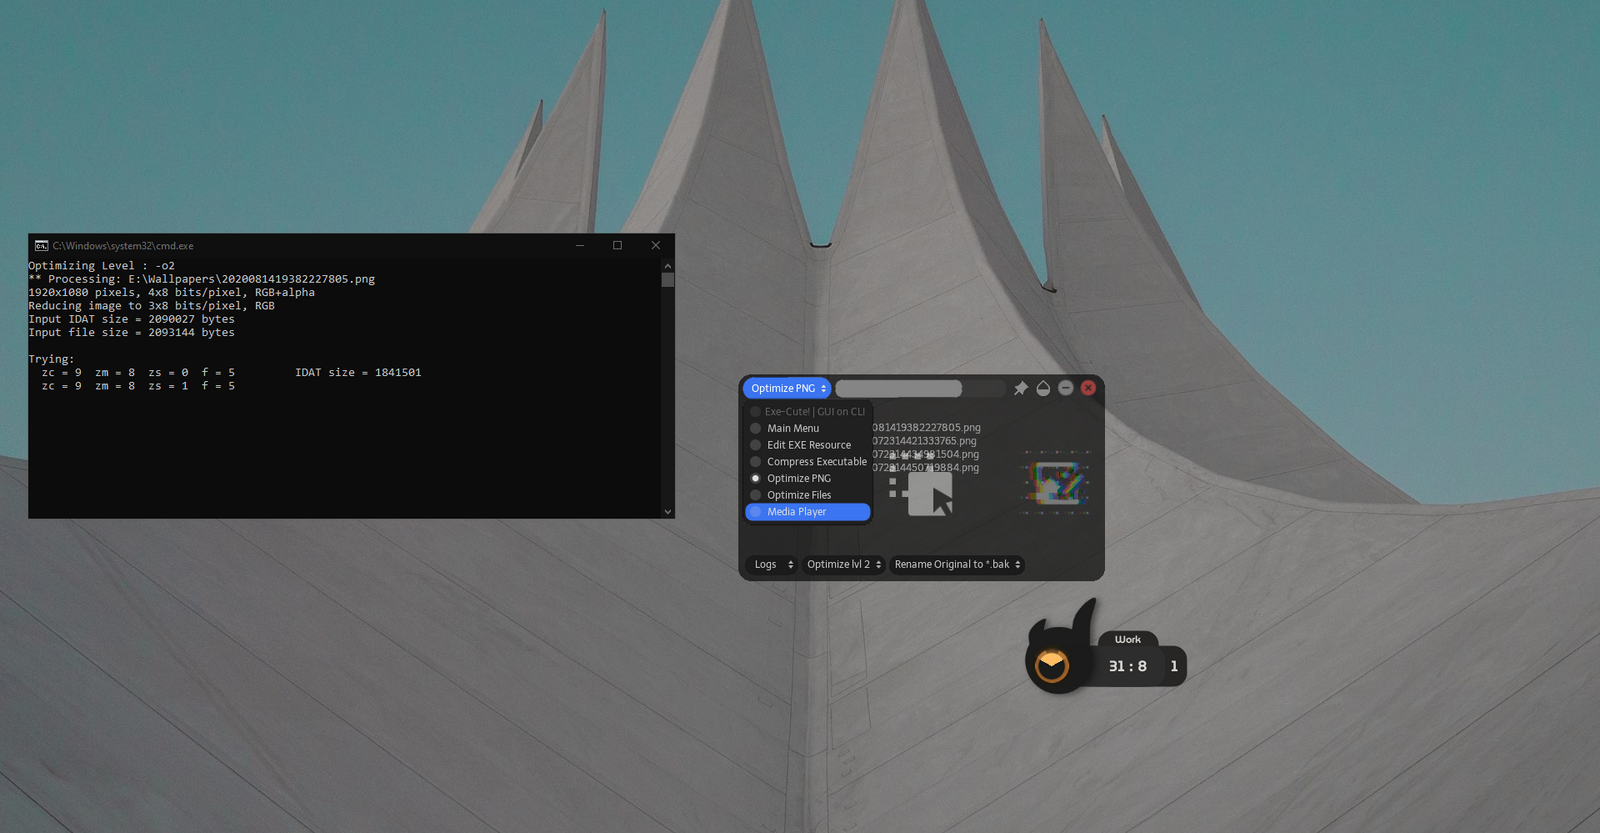 C:\Windows\system32\cmd.exe
Optimizing Level : -o2
** Processing: E:\Wallpapers\2020081419382227805.png
1920x1080 pixels, 4x8 bits/pixel, RGB+alpha
Reducing image to 3x8 bits/pixel, RGB
Input IDAT size = 2090027 bytes
Input file size = 2093144 bytes
Trying:
zc = 9 zm = 8 zs = 0 f = 5 IDAT size = 1841501
zc = 9 zm = 8 zs = 1 f = 5
Optimize PNG
Exe-Cute! | GUI on CLI
Main Menu
Edit EXE Resource
Compress Executable
Optimize PNG
Optimize Files
Media Player
081419382227805.png
072314421333765.png
072314434981504.png
072314450719884.png
Logs
Optimize lvl 2
Rename Original to *.bak
Work
31 : 8 1